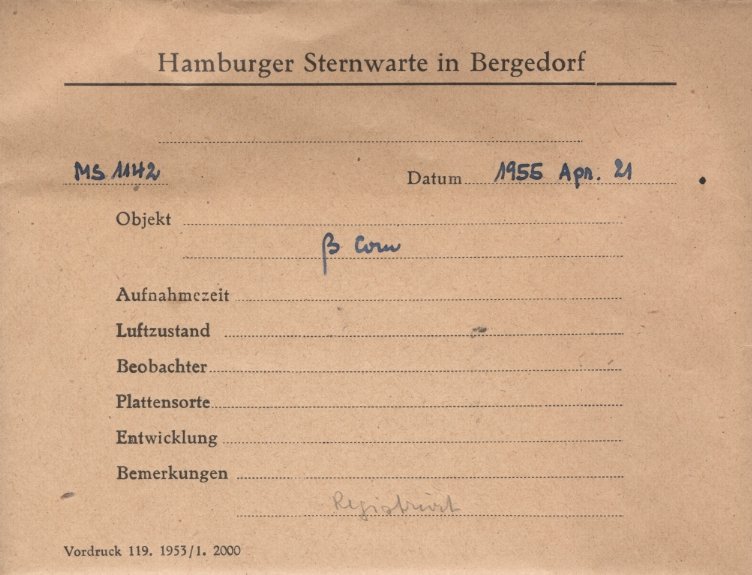 Hamburger Sternwarte in Bergedorf
MS 1142 Datum 1955 Apr. 21
Objekt
β Com
Aufnahmezeit
Luftzustand
Beobachter
Plattensorte
Entwicklung
Bemerkungen
Registriert
Vordruck 119. 1953/1. 2000